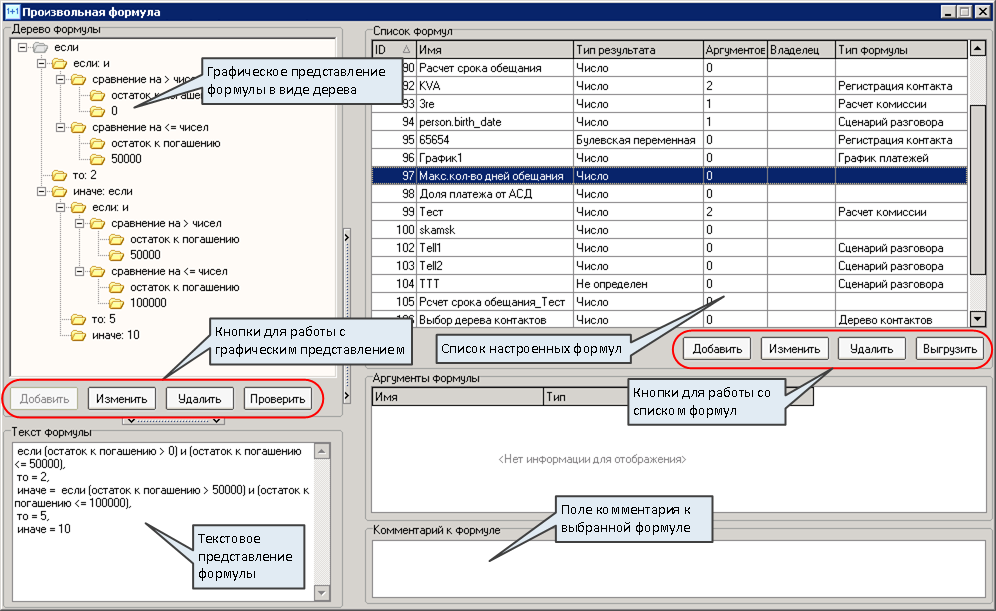 1+1 Произвольная формула
Дерево формулы
если
если: и
сравнение на > чисел
остаток к погаше
0
сравнение на <= чисел
остаток к погашению
50000
то: 2
иначе: если
если: и
сравнение на > чисел
остаток к погашению
50000
сравнение на <= чисел
остаток к погашению
100000
то: 5
иначе: 10
Графическое представление
формулы в виде дерева
Кнопки для работы с
графическим представлением
Добавить Изменить Удалить Проверить
Текст формулы
если (остаток к погашению > 0) и (остаток к погашению
<= 50000),
то = 2,
иначе = если (остаток к погашению > 50000) и (остаток к
погашению <= 100000),
то = 5,
иначе = 10
Текстовое
представление
формулы
Список формул
ID Имя Тип результата Аргументов Владелец Тип формулы
90 Расчет срока обещания Число 0
92 KVA Число 2 Регистрация контакта
93 3re Число 1 Расчет комиссии
94 person.birth_date Число 1 Сценарий разговора
95 65654 Булевская переменная 0 Регистрация контакта
96 График1 Число 0 График платежей
97 Макс.кол-во дней обещания Число 0
98 Доля платежа от АСД Число 0
99 Тест Число 2 Расчет комиссии
100 skamsk Число 0
102 Tell1 Число 0 Сценарий разговора
103 Tell2 Число 0 Сценарий разговора
104 ТТТ Не определен 0 Сценарий разговора
105 Рсчет срока обещания_Тест Число 0
106 Выбор дерева контактов Число 0 Дерево контактов
Список настроенных формул
Добавить Изменить Удалить Выгрузить
Кнопки для работы со
списком формул
Аргументы формулы
Имя Тип
<Нет информации для отображения>
Поле комментария к
выбранной формуле
Комментарий к формуле